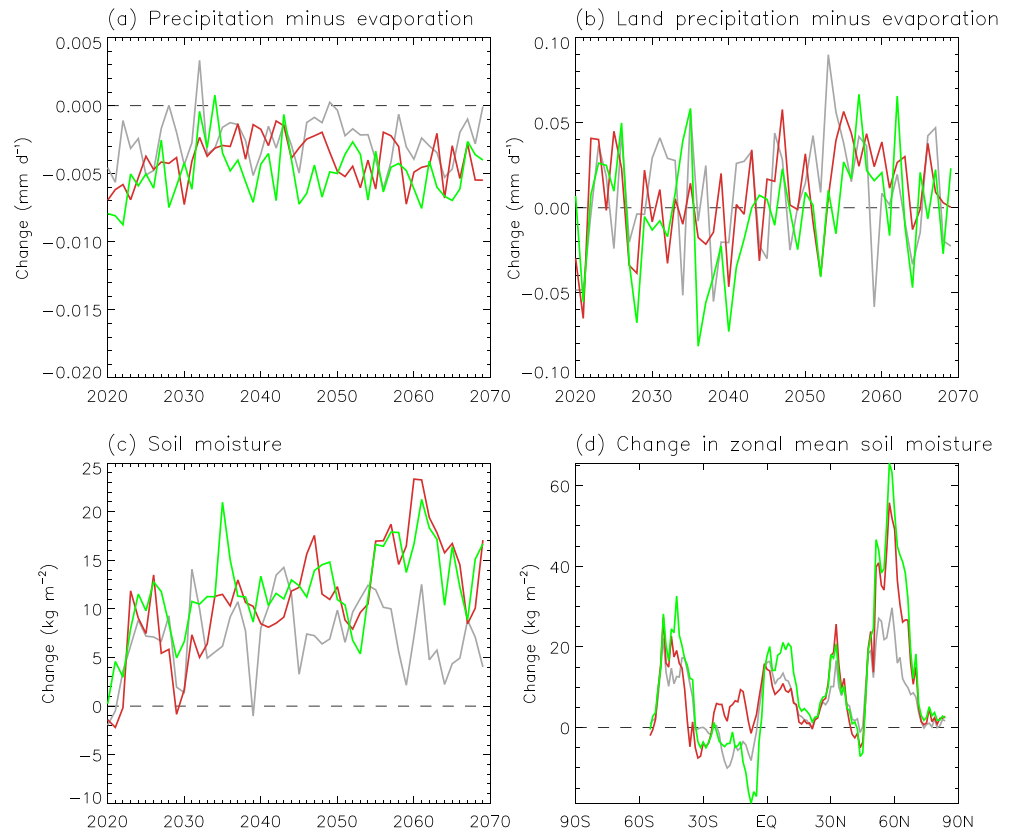 (a) Precipitation minus evaporation
(b) Land precipitation minus evaporation
0.005
0.000
−0.005
−0.010
−0.015
−0.020
Change (mm d⁻¹)
2020 2030 2040 2050 2060 2070
0.10
0.05
0.00
−0.05
−0.10
Change (mm d⁻¹)
2020 2030 2040 2050 2060 2070
(c) Soil moisture
(d) Change in zonal mean soil moisture
25
20
15
10
5
0
−5
−10
Change (kg m⁻²)
2020 2030 2040 2050 2060 2070
60
40
20
0
Change (kg m⁻²)
90S 60S 30S EQ 30N 60N 90N